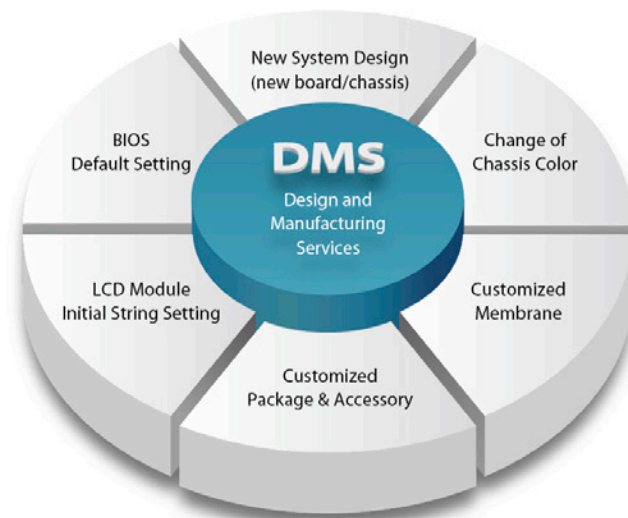 New System Design
(new board/chassis)
BIOS
Default Setting
DMS
Design and
Manufacturing
Services
Change of
Chassis Color
LCD Module
Initial String Setting
Customized
Membrane
Customized
Package & Accessory